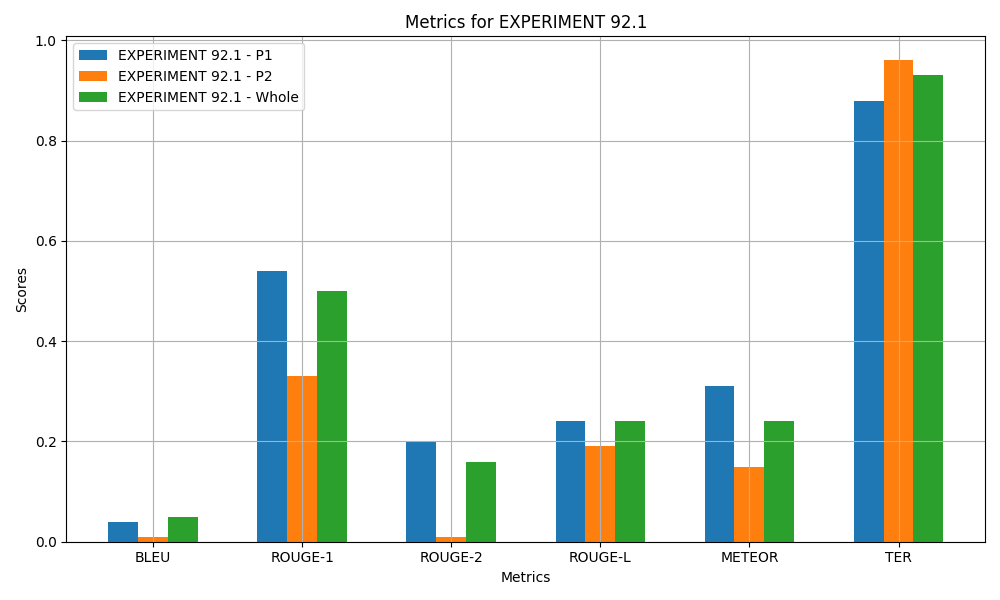 Metrics for EXPERIMENT 92.1
EXPERIMENT 92.1 - P1
EXPERIMENT 92.1 - P2
EXPERIMENT 92.1 - Whole
Scores
1.0
0.8
0.6
0.4
0.2
0.0
BLEU ROUGE-1 ROUGE-2 ROUGE-L METEOR TER
Metrics